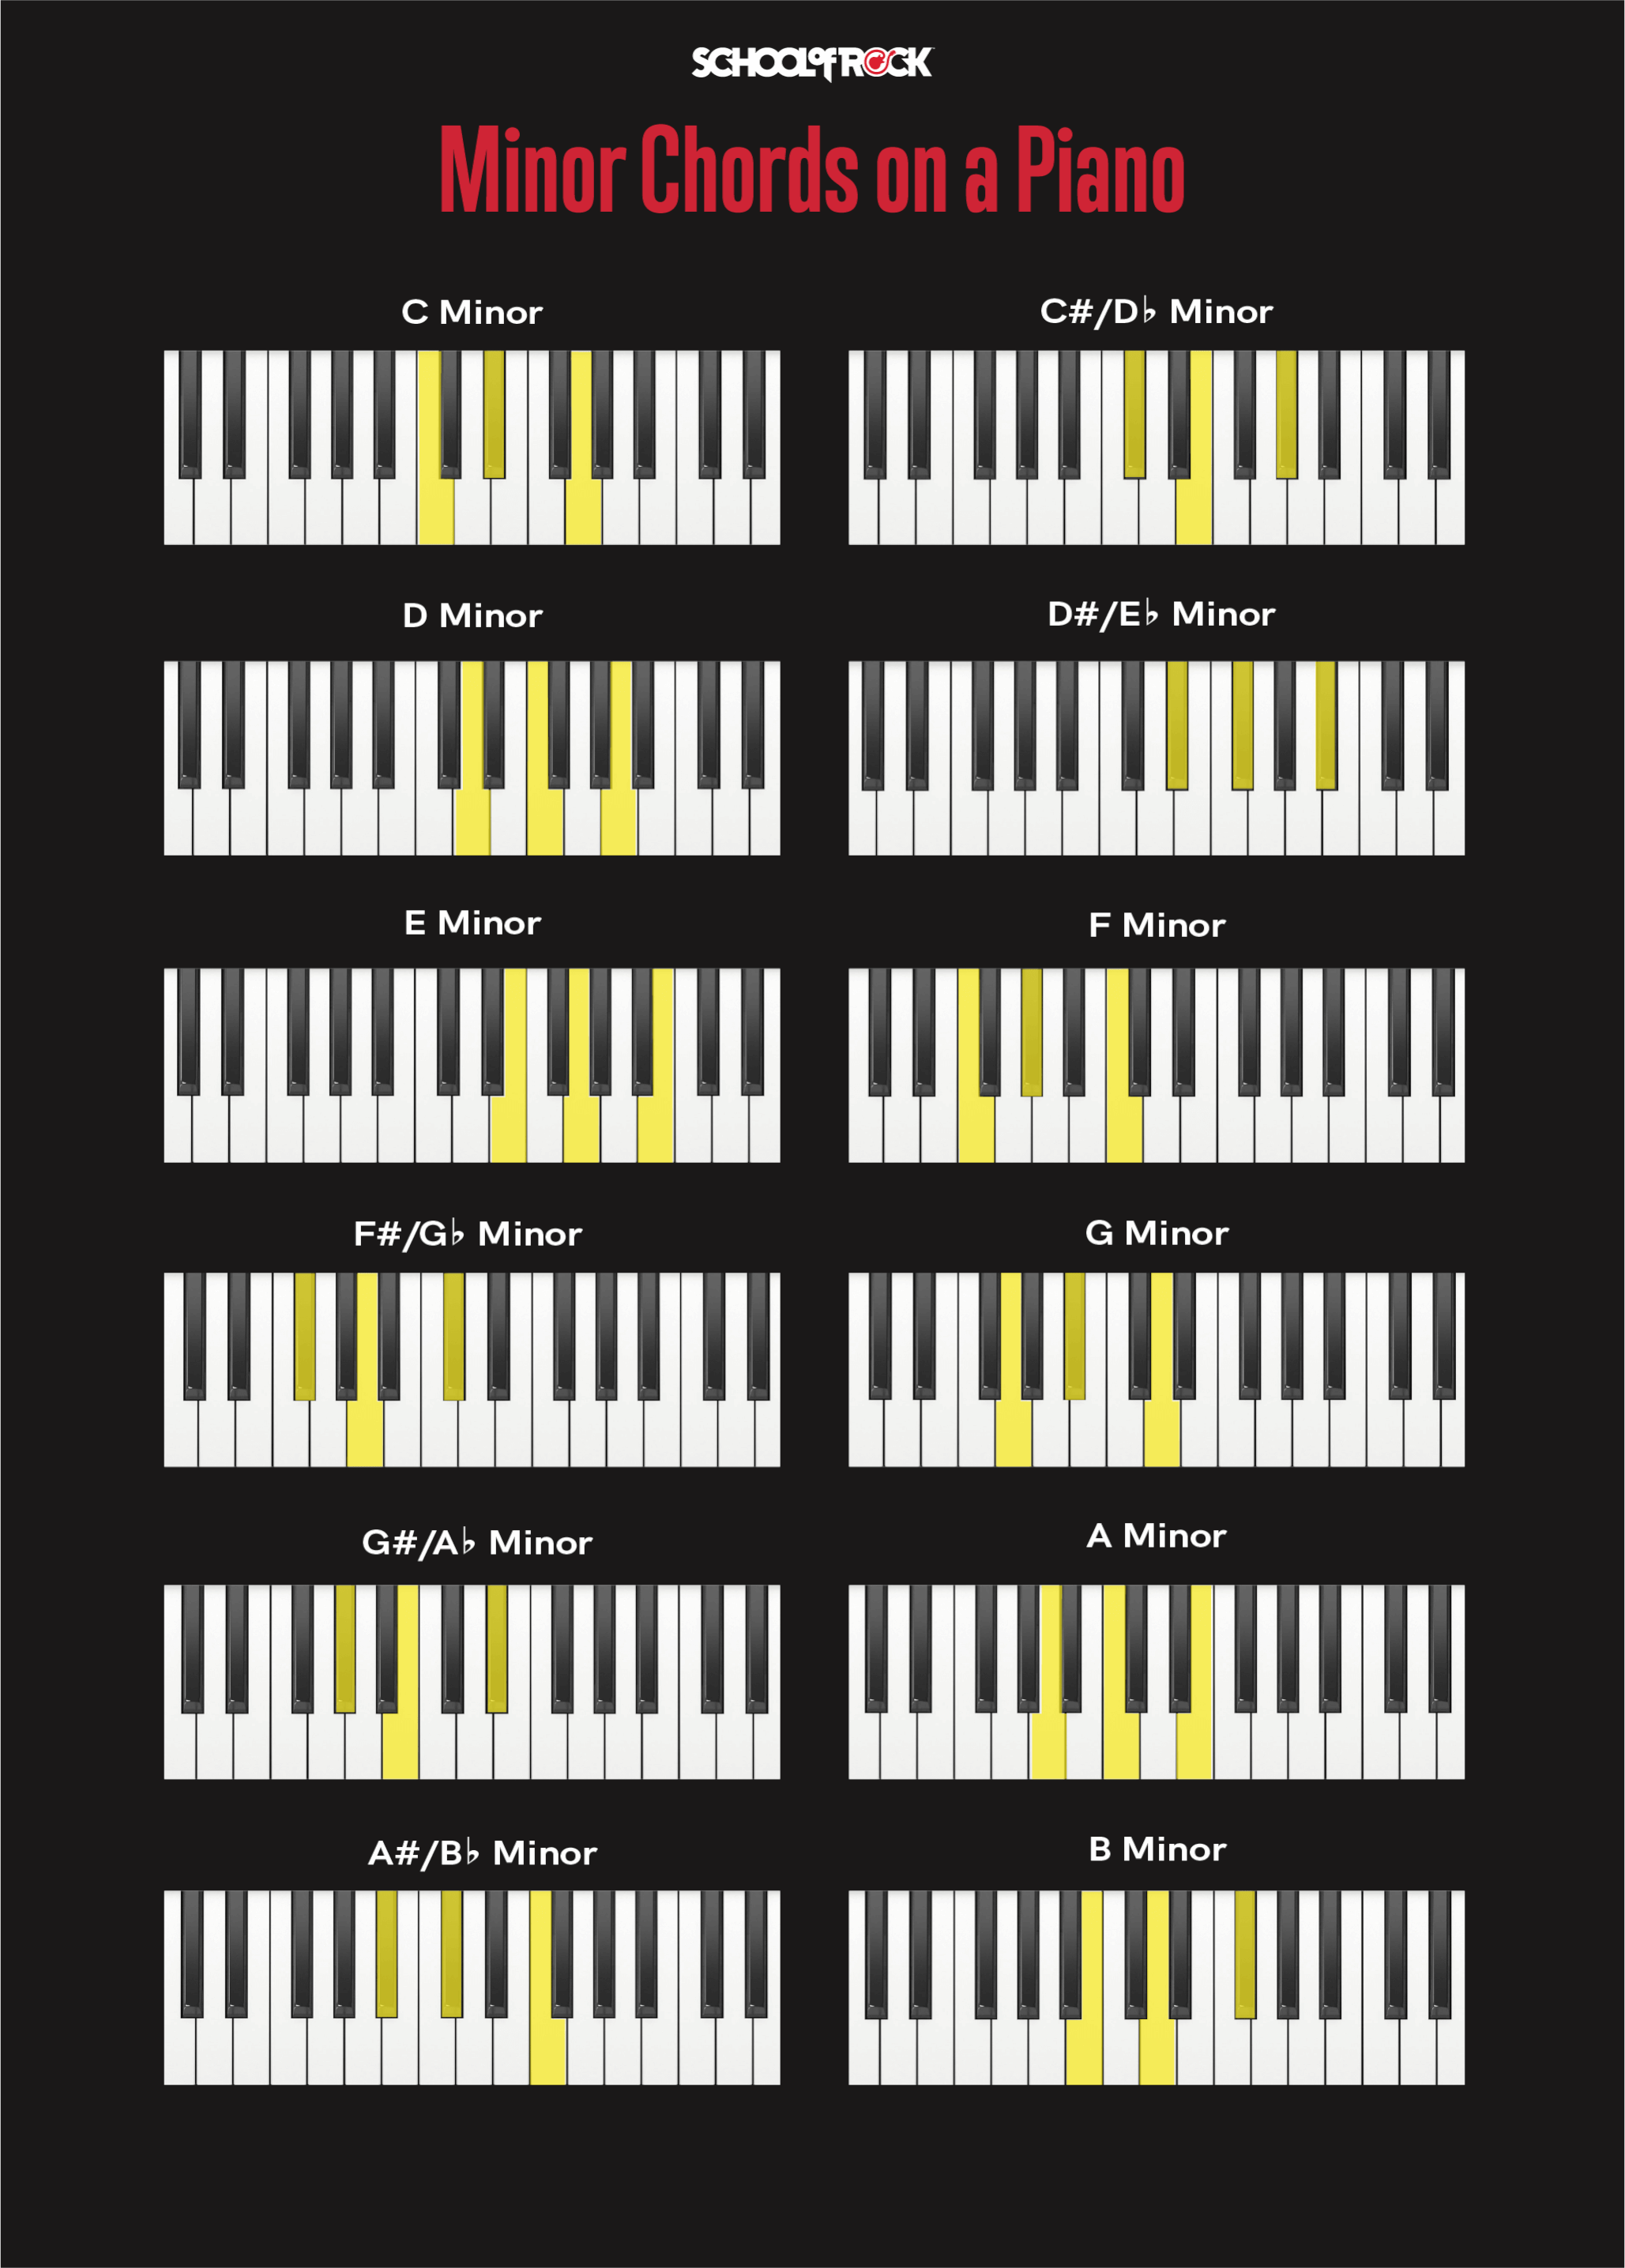 SCHOOL of ROCK
Minor Chords on a Piano
C Minor
C#/D♭ Minor
D Minor
D#/E♭ Minor
E Minor
F Minor
F#/G♭ Minor
G Minor
G#/A♭ Minor
A Minor
A#/B♭ Minor
B Minor